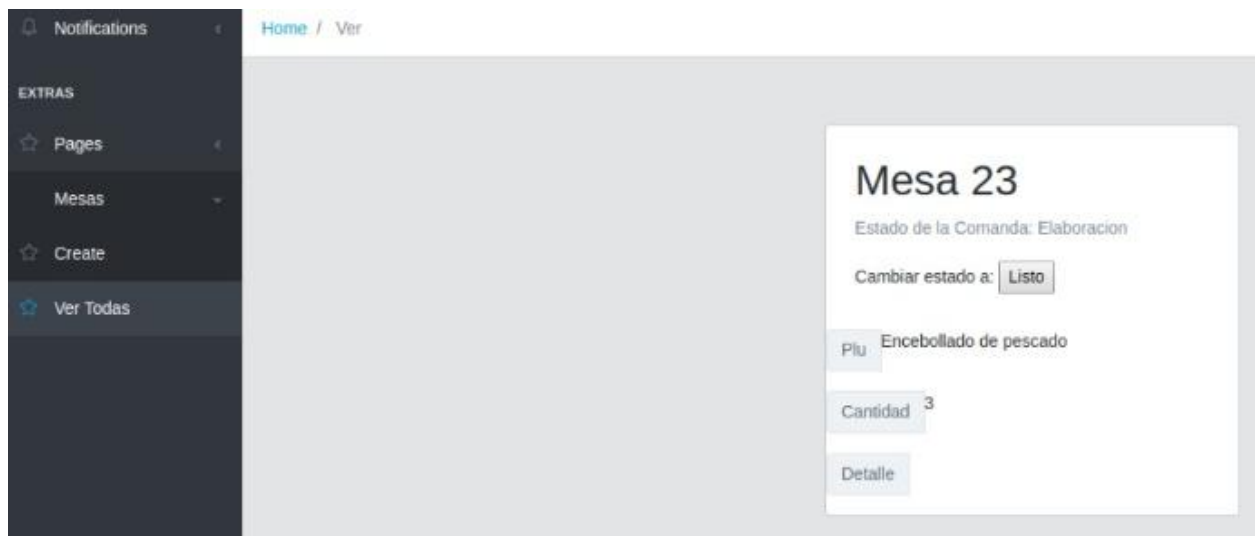 Notifications
Home / Ver
EXTRAS
Pages
Mesas
Create
Ver Todas
Mesa 23
Estado de la Comanda: Elaboracion
Cambiar estado a: Listo
Plu Encebollado de pescado
Cantidad 3
Detalle